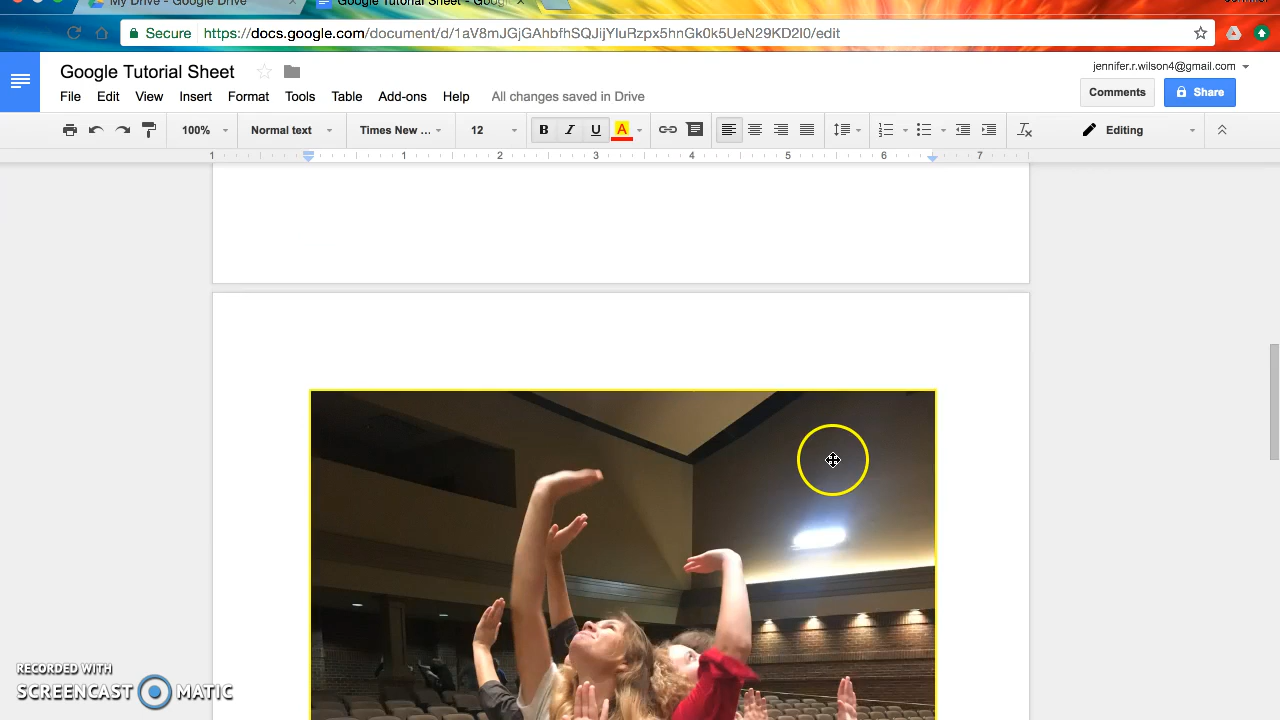 My Drive - Google Drive
Google Tutorial Sheet - Googl
Secure
https://docs.google.com/document/d/1aV8mJGjGAhbfhSQJijYluRzpx5hnGk0k5UeN29KD2I0/edit
Google Tutorial Sheet
jennifer.r.wilson4@gmail.com
File Edit View Insert Format Tools Table Add-ons Help All changes saved in Drive
Comments
Share
100% Normal text Times New ... 12 B I U A Editing
1 1 2 3 4 5 6 7
RECORDED WITH
SCREENCAST MATIC